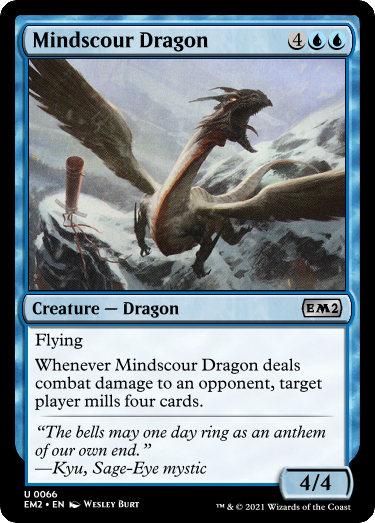 Mindscour Dragon 4
Creature — Dragon EM2
Flying
Whenever Mindscour Dragon deals
combat damage to an opponent, target
player mills four cards.
“The bells may one day ring as an anthem
of our own end.”
—Kyu, Sage-Eye mystic
4/4
U 0066
EM2 • EN Wesley Burt
™ & © 2021 Wizards of the Coast